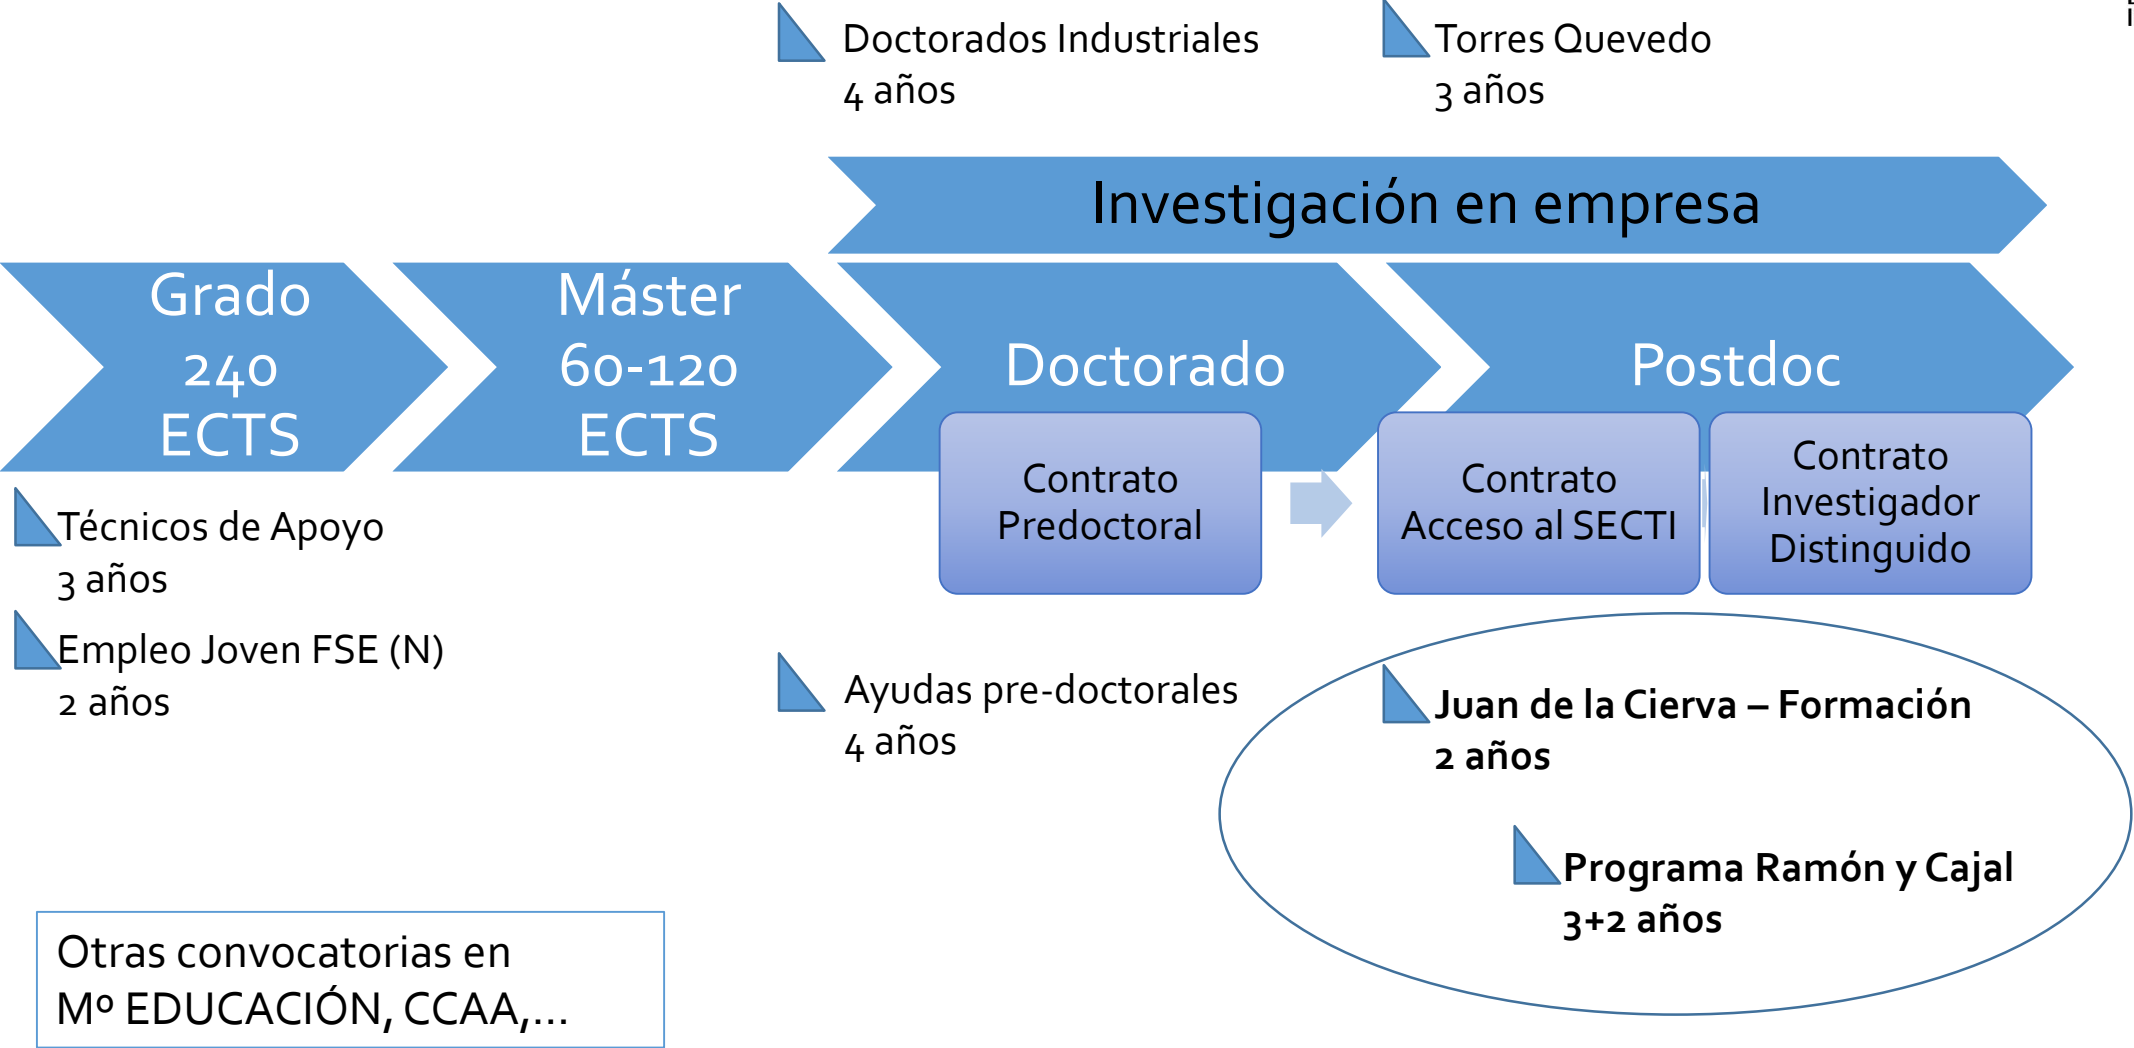 Doctorados Industriales
4 años
Torres Quevedo
3 años
Investigación en empresa
Grado
240
ECTS
Máster
60-120
ECTS
Doctorado
Postdoc
Contrato
Predoctoral
Contrato
Acceso al SECTI
Contrato
Investigador
Distinguido
Técnicos de Apoyo
3 años
Empleo Joven FSE (N)
2 años
Ayudas pre-doctorales
4 años
Juan de la Cierva – Formación
2 años
Programa Ramón y Cajal
3+2 años
Otras convocatorias en
Mº EDUCACIÓN, CCAA,...